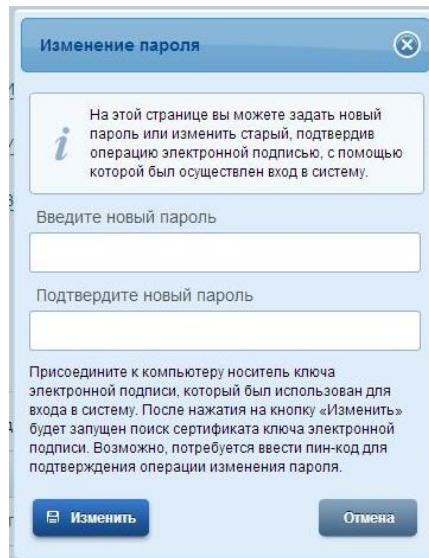 Изменение пароля
На этой странице вы можете задать новый
пароль или изменить старый, подтвердив
операцию электронной подписью, с помощью
которой был осуществлен вход в систему.
Введите новый пароль
Подтвердите новый пароль
Присоедините к компьютеру носитель ключа
электронной подписи, который был использован для
входа в систему. После нажатия на кнопку «Изменить»
будет запущен поиск сертификата ключа электронной
подписи. Возможно, потребуется ввести пин-код для
подтверждения операции изменения пароля.
Изменить
Отмена